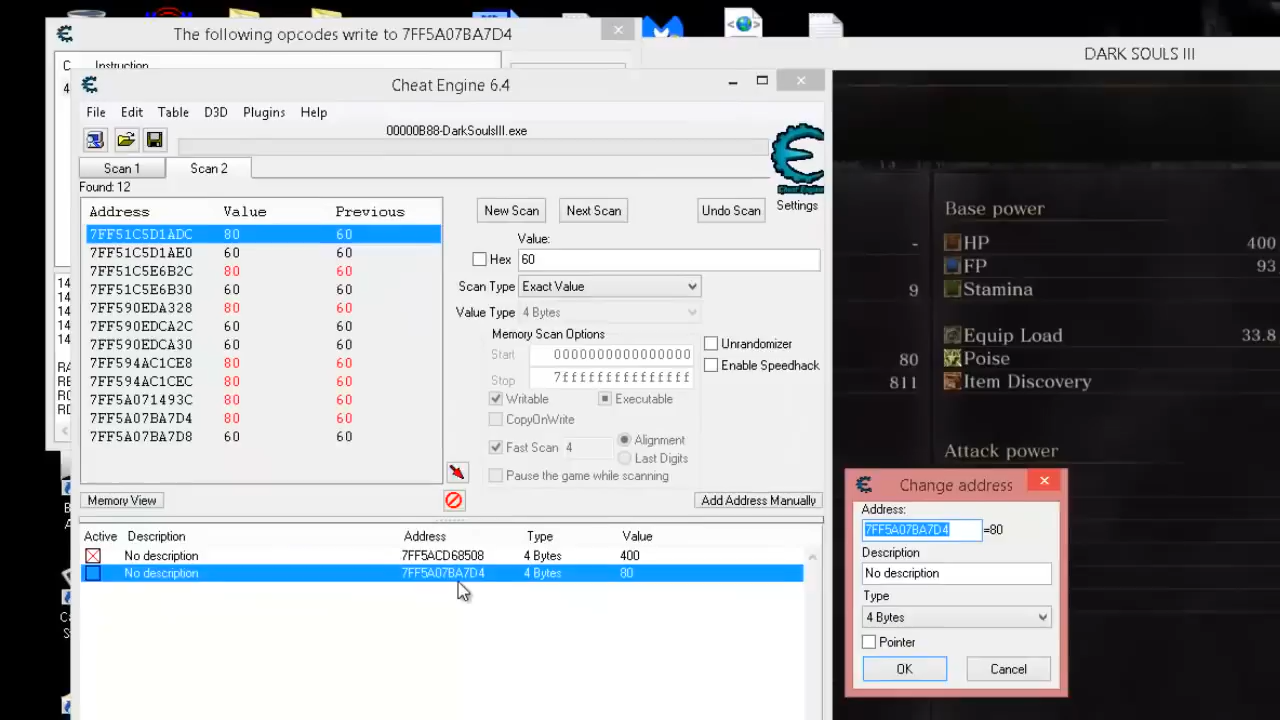 The following opcodes write to 7FF5A07BA7D4
Instruction
Cheat Engine 6.4
DARK SOULS III
File Edit Table D3D Plugins Help
00000B88-DarkSoulsIII.exe
Scan 1 Scan 2
Found: 12
Cheat Engine
Settings
Address Value Previous
7FF51C5D1ADC 80 60
7FF51C5D1AE0 60 60
7FF51C5E6B2C 80 60
7FF51C5E6B30 60 60
7FF590EDA328 80 60
7FF590EDCA2C 60 60
7FF590EDCA30 60 60
7FF594AC1CE8 80 60
7FF594AC1CEC 80 60
7FF5A071493C 80 60
7FF5A07BA7D4 80 60
7FF5A07BA7D8 60 60
New Scan Next Scan Undo Scan
Value:
Hex 60
Scan Type Exact Value
Value Type 4 Bytes
Memory Scan Options
Start 0000000000000000
Stop 7fffffffffffffff
Writable Executable
CopyOnWrite
Fast Scan 4 Alignment
Last Digits
Pause the game while scanning
Unrandomizer
Enable Speedhack
Memory View Add Address Manually
Active Description Address Type Value
No description 7FF5ACD68508 4 Bytes 400
No description 7FF5A07BA7D4 4 Bytes 80
Base power
- HP 400
FP 93
9 Stamina
Equip Load 33.8
80 Poise
811 Item Discovery
Attack power
Change address
Address:
7FF5A07BA7D4 =80
Description
No description
Type
4 Bytes
Pointer
OK Cancel